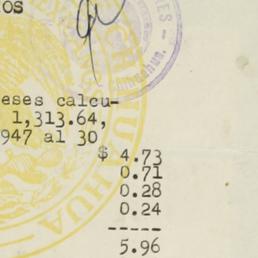 os
eses calcu-
1,313.64,
947 al 30
$ 4.73
0.71
0.28
0.24
-----
5.96